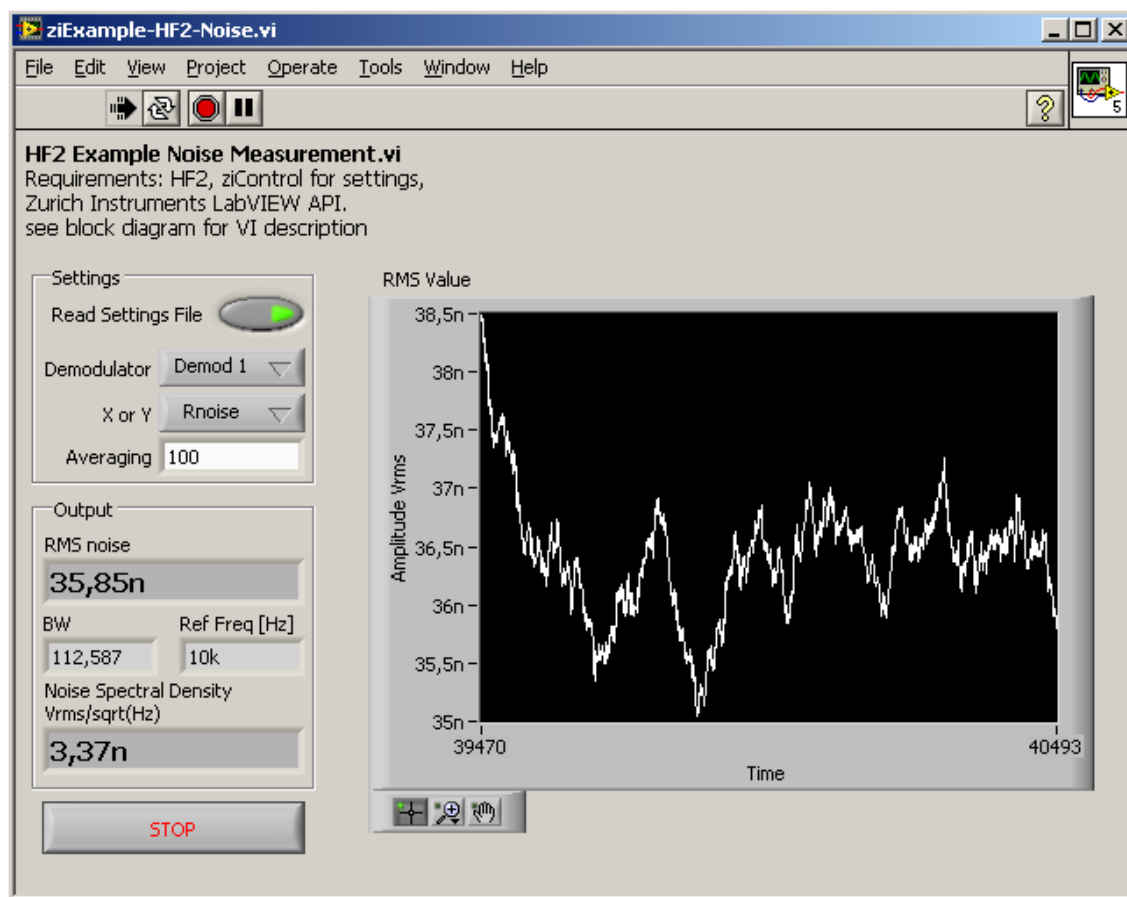 ziExample-HF2-Noise.vi
File Edit View Project Operate Tools Window Help
5
HF2 Example Noise Measurement.vi
Requirements: HF2, ziControl for settings,
Zurich Instruments LabVIEW API.
see block diagram for VI description
Settings
Read Settings File
Demodulator Demod 1
X or Y Rnoise
Averaging 100
Output
RMS noise
35,85n
BW Ref Freq [Hz]
112,587 10k
Noise Spectral Density
Vrms/sqrt(Hz)
3,37n
STOP
RMS Value
Amplitude Vrms
38,5n
38n
37,5n
37n
36,5n
36n
35,5n
35n
39470 40493
Time